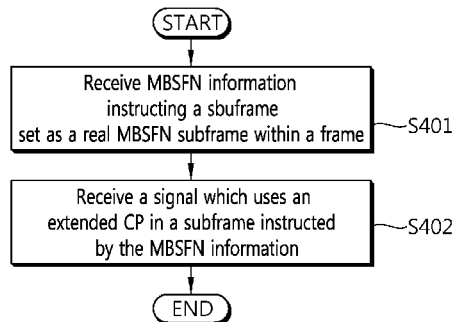 START
Receive MBSFN information
instructing a sbuframe
set as a real MBSFN subframe within a frame
S401
Receive a signal which uses an
extended CP in a subframe instructed
by the MBSFN information
S402
END